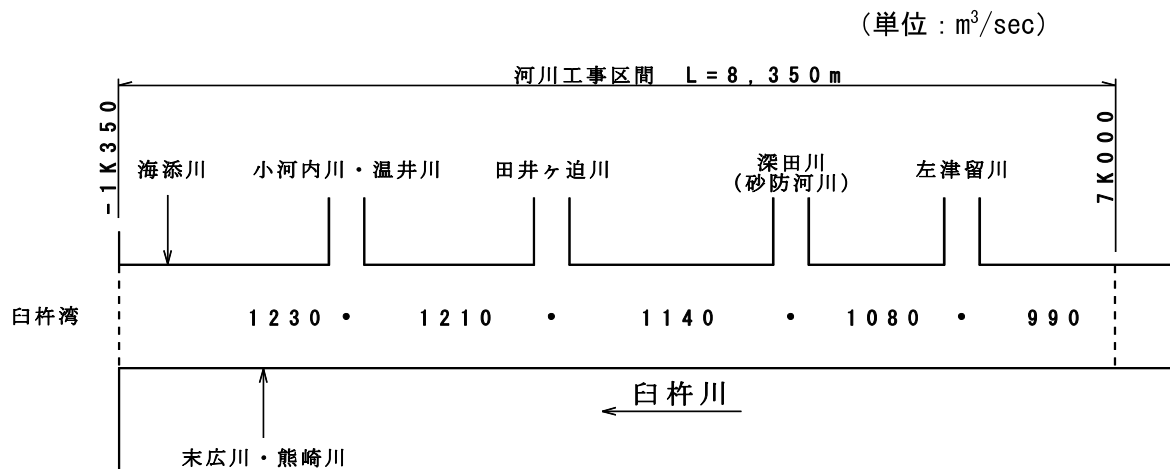 (単位：m³/sec)
河川工事区間 L=8,350m
-1K350
7K000
海添川
小河内川・温井川
田井ヶ迫川
深田川
(砂防河川)
左津留川
臼杵湾
1230 • 1210 • 1140 • 1080 • 990
臼杵川
末広川・熊崎川